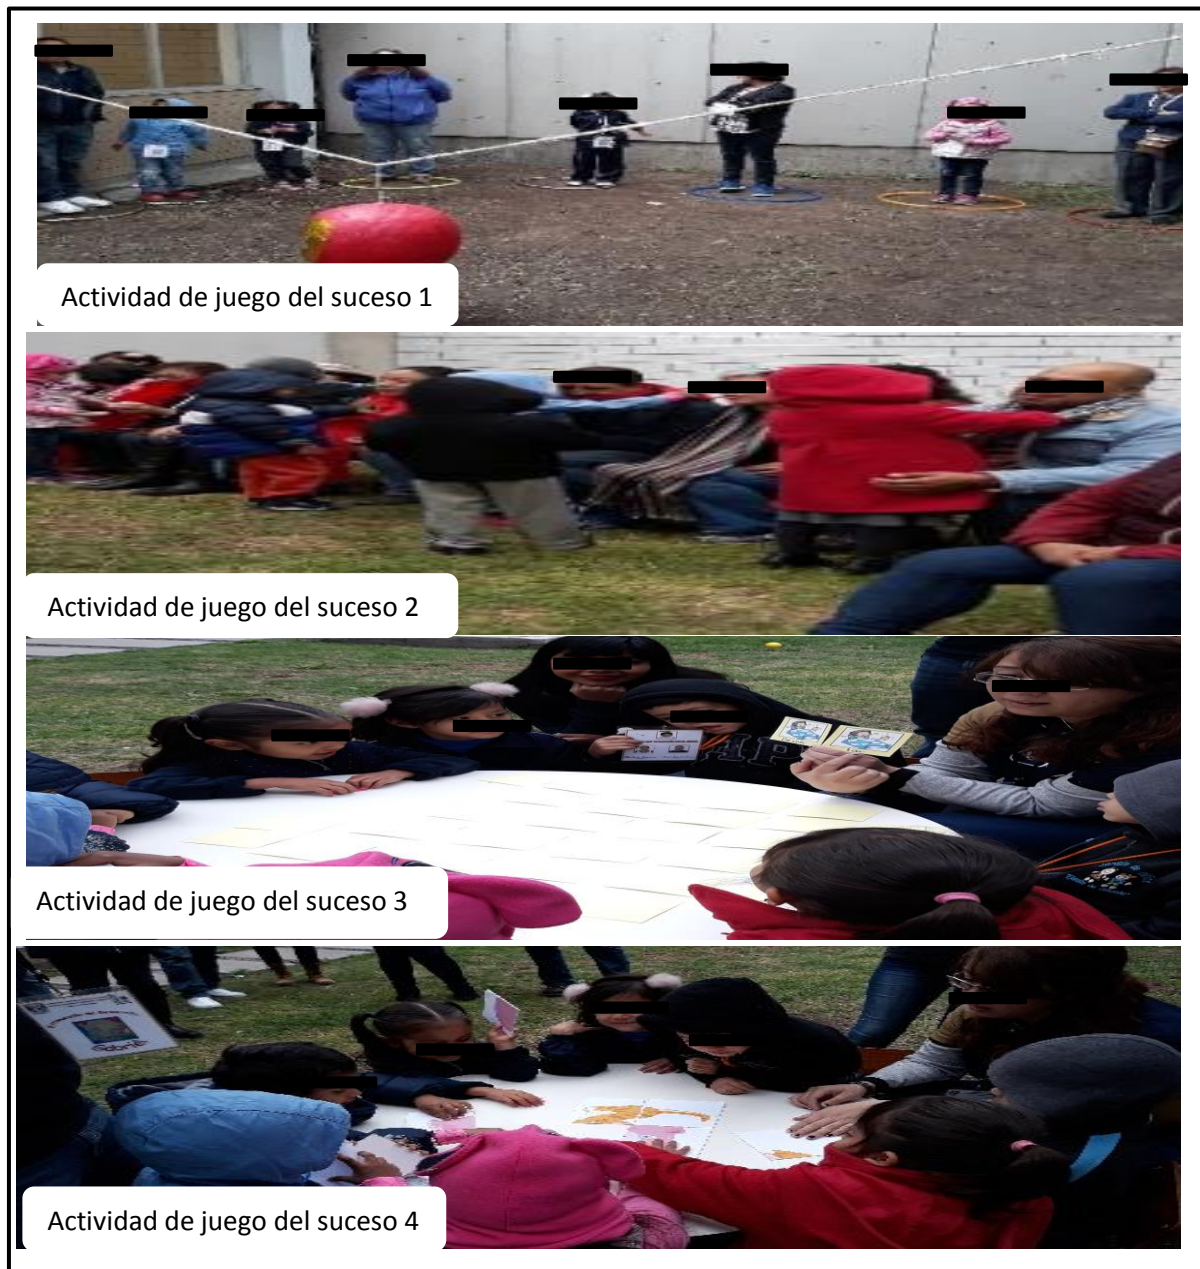 Actividad de juego del suceso 1
Actividad de juego del suceso 2
Actividad de juego del suceso 3
Actividad de juego del suceso 4